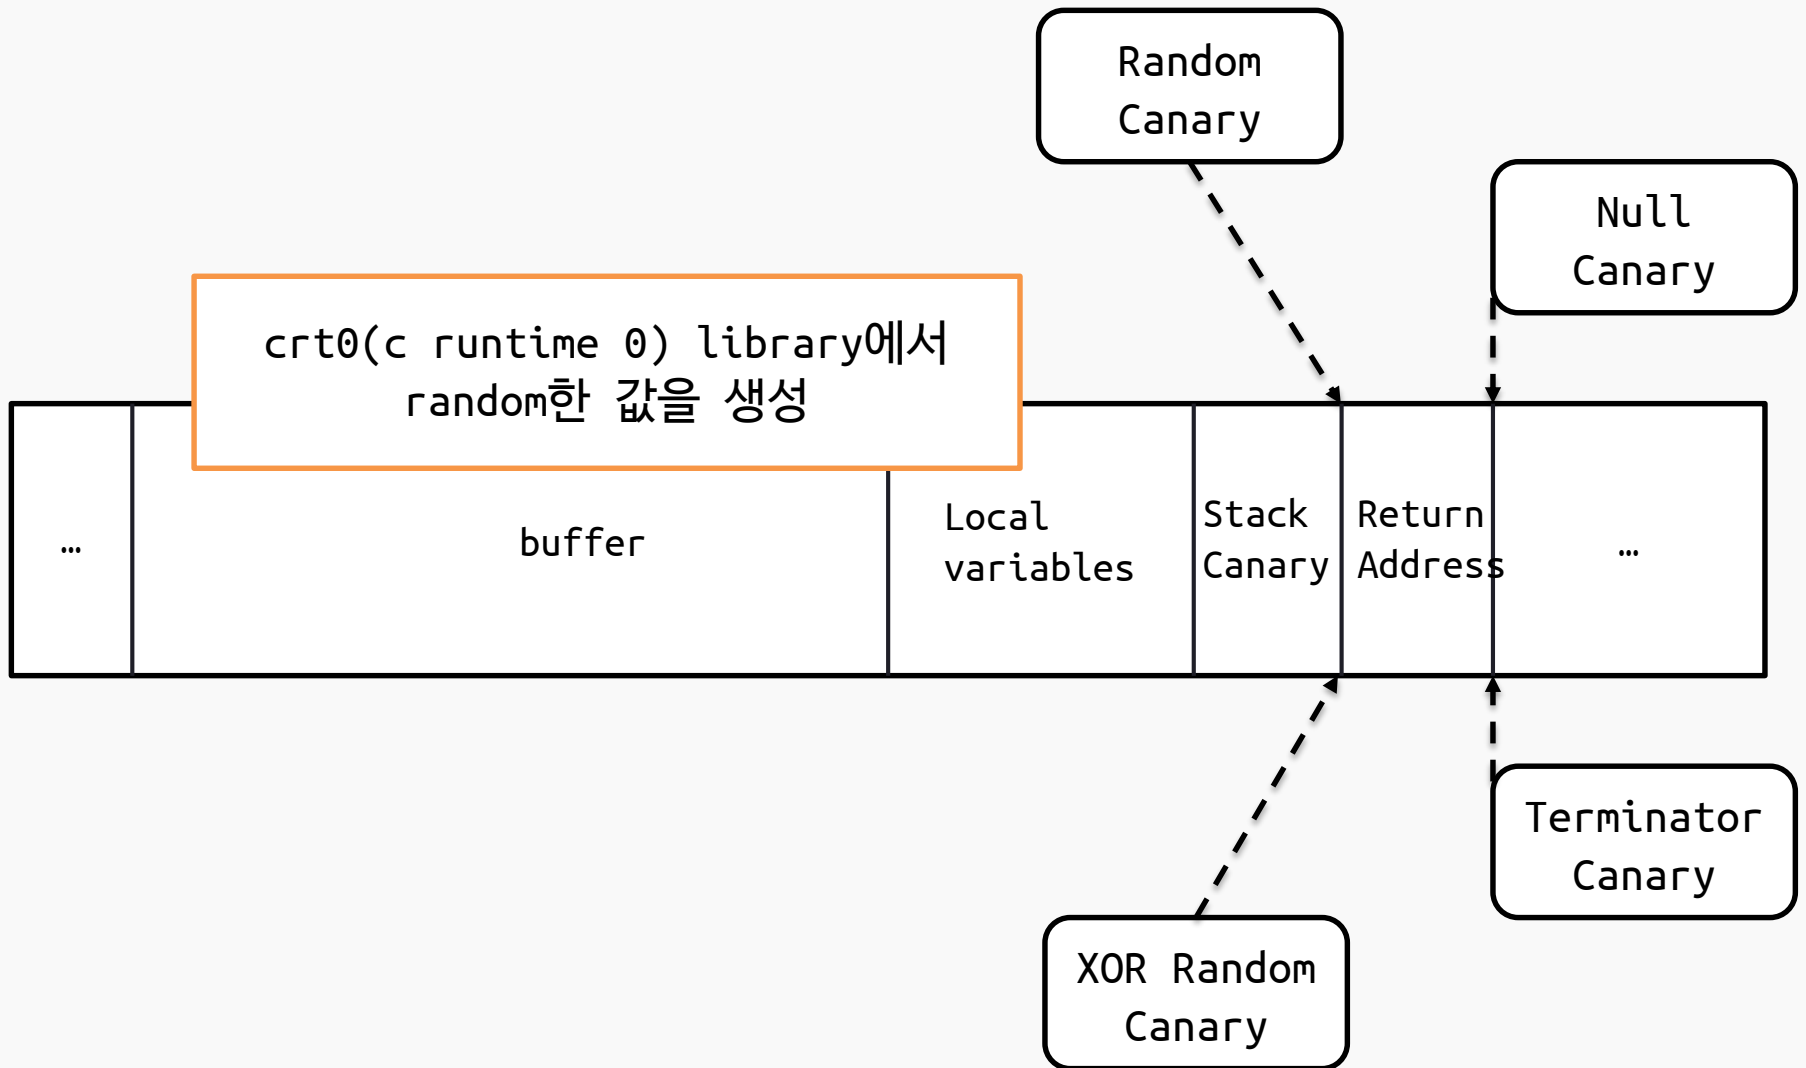 Random
Canary
Null
Canary
crt0(c runtime 0) library에서
random한 값을 생성
…
buffer
Local
variables
Stack
Canary
Return
Address
…
Terminator
Canary
XOR Random
Canary